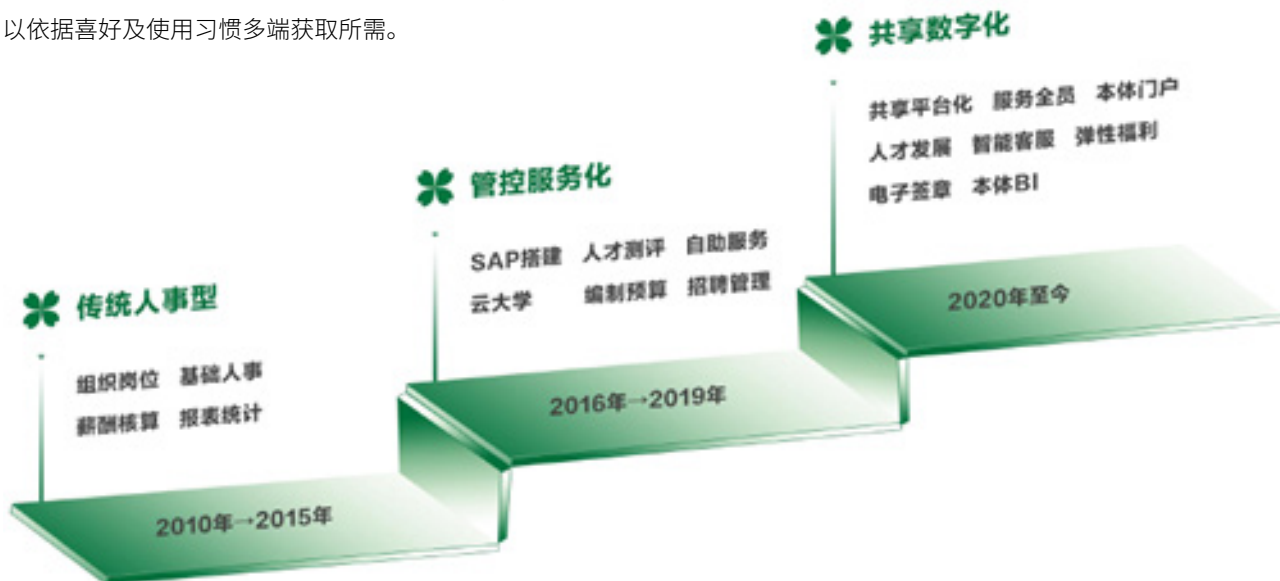 以依据喜好及使用习惯多端获取所需。
共享数字化
共享平台化 服务全员 本体门户
人才发展 智能客服 弹性福利
电子签章 本体BI
2020年至今
管控服务化
SAP搭建 人才测评 自助服务
云大学 编制预算 招聘管理
2016年→2019年
传统人事型
组织岗位 基础人事
薪酬核算 报表统计
2010年→2015年